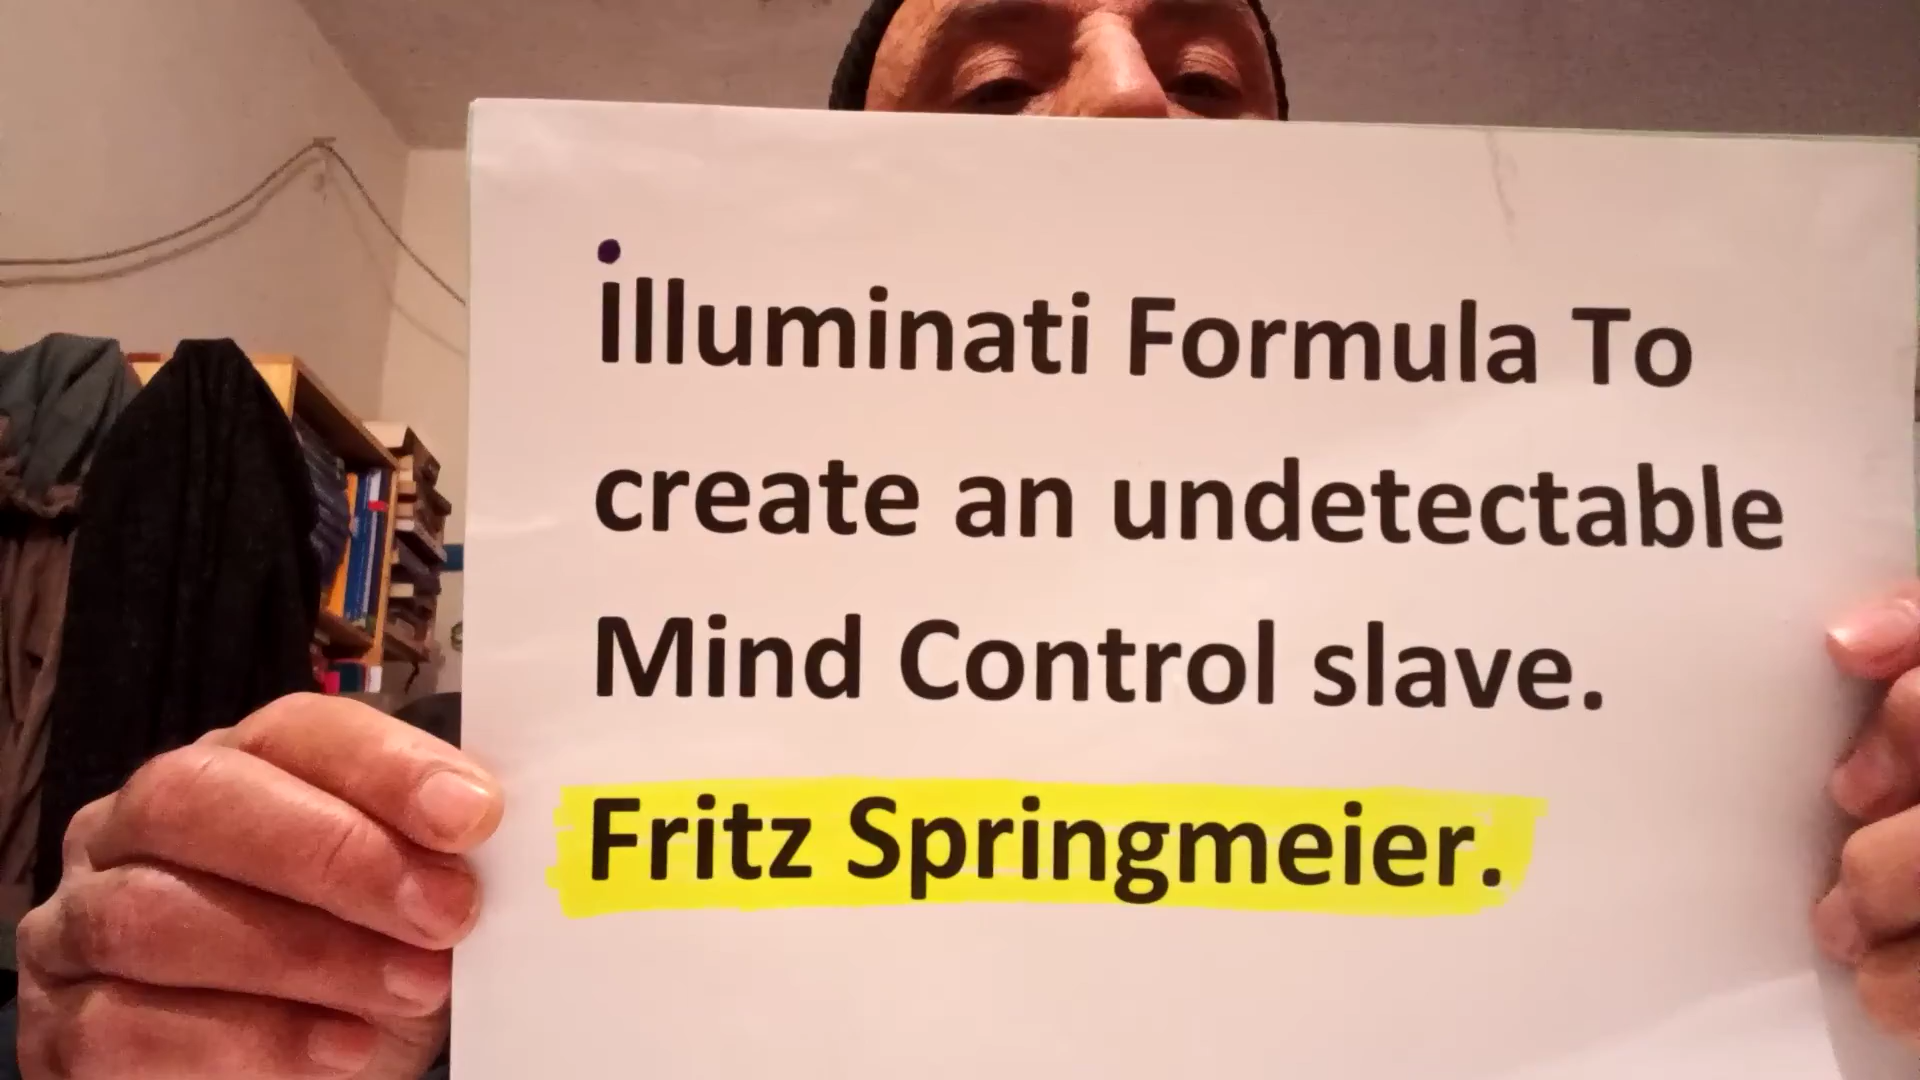 illuminati Formula To
create an undetectable
Mind Control slave.
Fritz Springmeier.